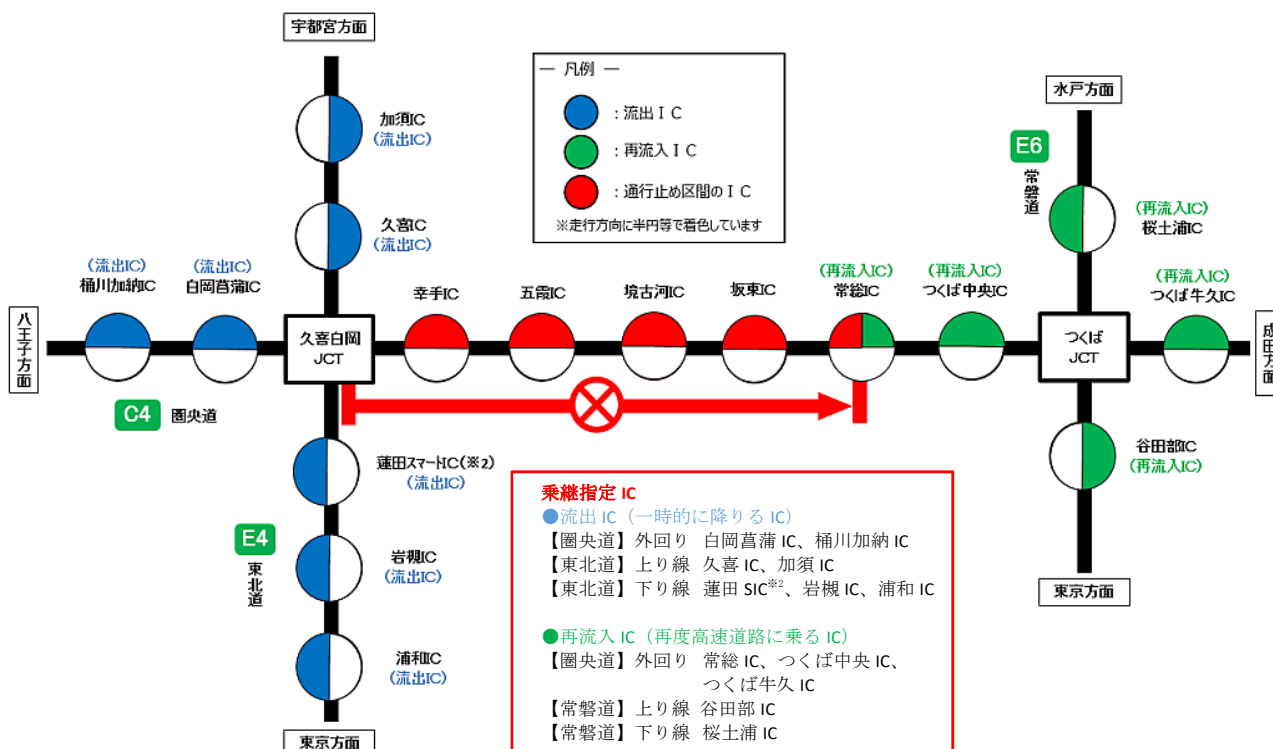 宇都宮方面
― 凡例 ―
：流出ＩＣ
：再流入ＩＣ
：通行止め区間のＩＣ
※走行方向に半円等で着色しています
加須IC
(流出IC)
久喜IC
(流出IC)
水戸方面
E6
常磐道
(再流入IC)
桜土浦IC
(流出IC)
桶川加納IC
(流出IC)
白岡菖蒲IC
幸手IC
五霞IC
境古河IC
坂東IC
(再流入IC)
常総IC
(再流入IC)
つくば中央IC
(再流入IC)
つくば牛久IC
八王子方面
久喜白岡
JCT
つくば
JCT
成田方面
C4 圏央道
蓮田スマートIC(※2)
(流出IC)
谷田部IC
(再流入IC)
E4
東北道
岩槻IC
(流出IC)
浦和IC
(流出IC)
東京方面
東京方面
乗継指定 IC
●流出 IC（一時的に降りる IC）
【圏央道】外回り 白岡菖蒲 IC、桶川加納 IC
【東北道】上り線 久喜 IC、加須 IC
【東北道】下り線 蓮田 SIC※2、岩槻 IC、浦和 IC
●再流入 IC（再度高速道路に乗る IC）
【圏央道】外回り 常総 IC、つくば中央 IC、
つくば牛久 IC
【常磐道】上り線 谷田部 IC
【常磐道】下り線 桜土浦 IC